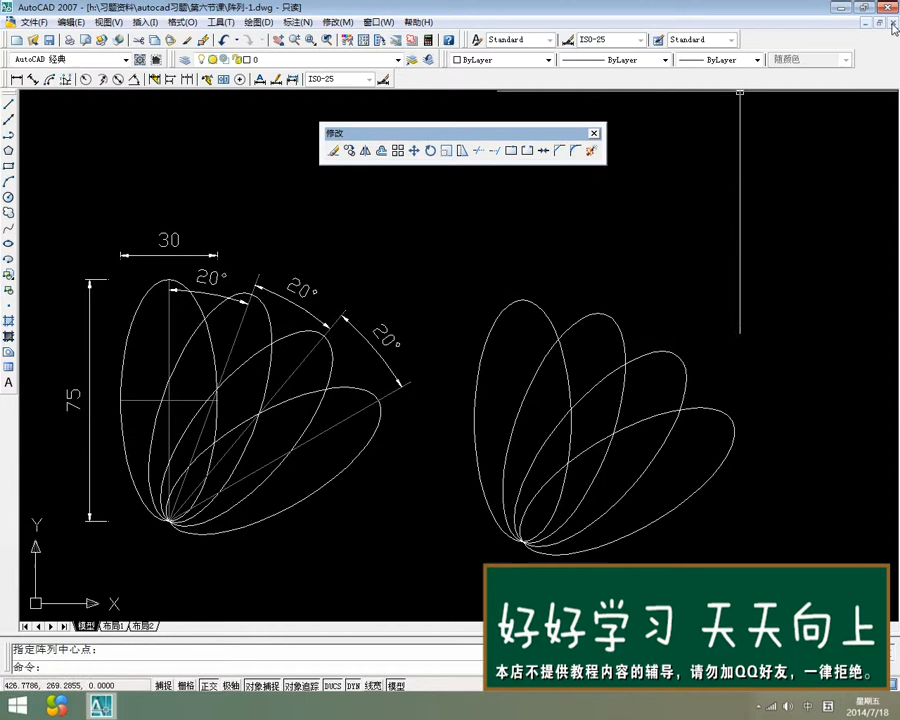 AutoCAD 2007 - [h:\习题资料\autocad习题\第六节课\阵列-1.dwg - 只读]
文件(F) 编辑(E) 视图(V) 插入(I) 格式(O) 工具(T) 绘图(D) 标注(N) 修改(M) 窗口(W) 帮助(H)
Standard ISO-25 Standard
AutoCAD 经典 0 ByLayer ByLayer ByLayer 随颜色
ISO-25
修改
30
20°
20°
20°
75
Y
X
模型 布局1 布局2
好好学习 天天向上
本店不提供教程内容的辅导，请勿加QQ好友，一律拒绝。
指定阵列中心点:
命令:
426.7786, 269.2855, 0.0000 捕捉 栅格 正交 极轴 对象捕捉 对象追踪 DUCS DYN 线宽 模型
中 五
星期五
2014/7/18